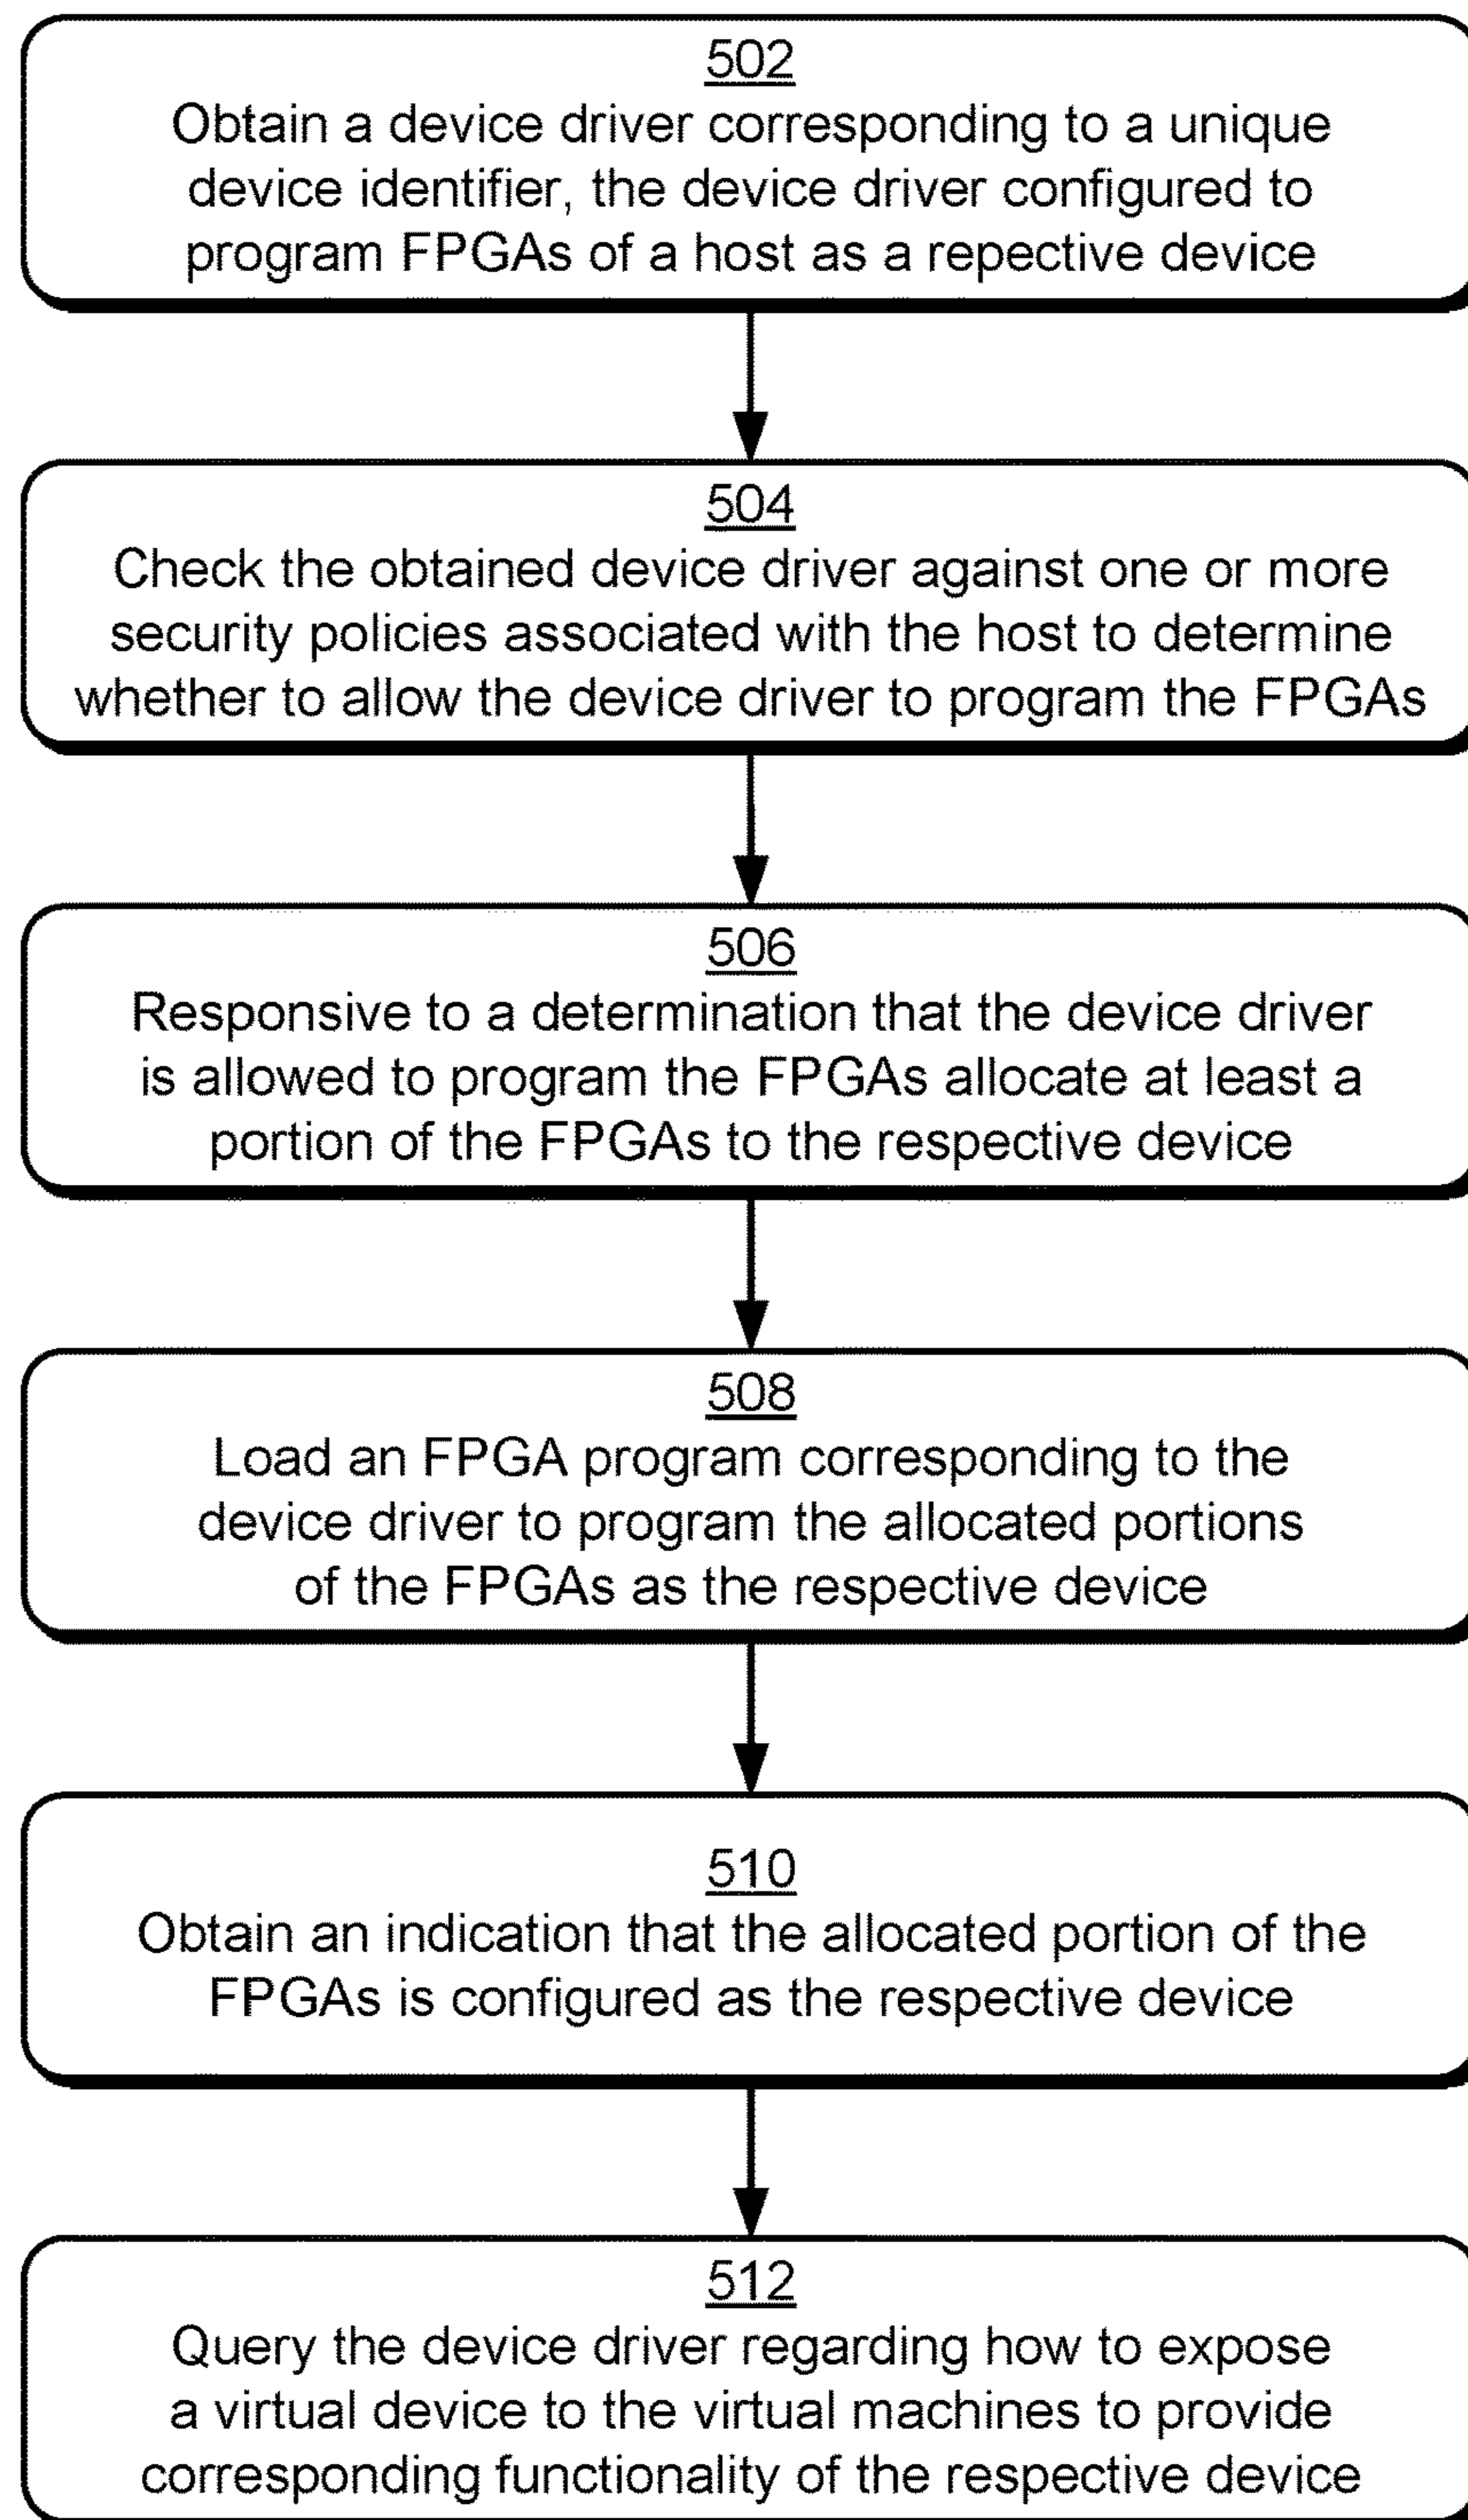 502
Obtain a device driver corresponding to a unique
device identifier, the device driver configured to
program FPGAs of a host as a repective device
504
Check the obtained device driver against one or more
security policies associated with the host to determine
whether to allow the device driver to program the FPGAs
506
Responsive to a determination that the device driver
is allowed to program the FPGAs allocate at least a
portion of the FPGAs to the respective device
508
Load an FPGA program corresponding to the
device driver to program the allocated portions
of the FPGAs as the respective device
510
Obtain an indication that the allocated portion of the
FPGAs is configured as the respective device
512
Query the device driver regarding how to expose
a virtual device to the virtual machines to provide
corresponding functionality of the respective device